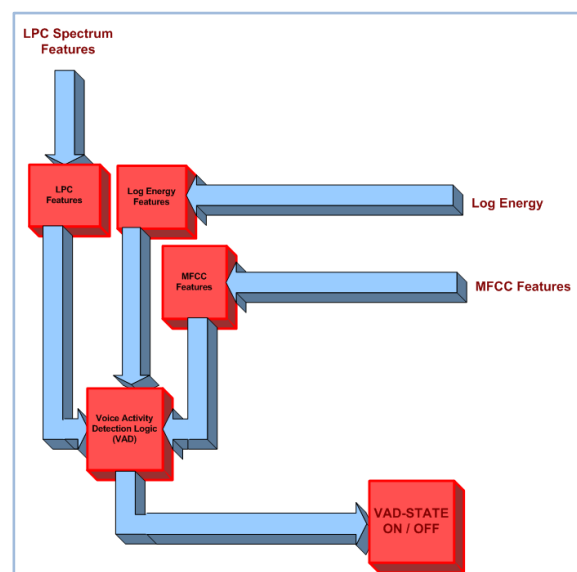 LPC Spectrum
Features
LPC
Features
Log Energy
Features
Log Energy
MFCC
Features
MFCC Features
Voice Activity
Detection Logic
(VAD)
VAD-STATE
ON / OFF